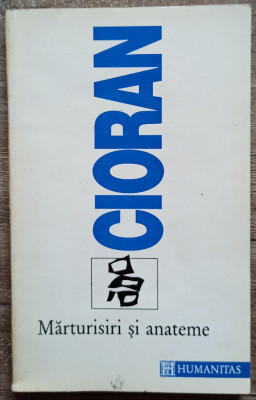 CIORAN
Mărturisiri și anateme
HUMANITAS